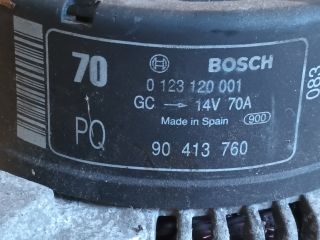 70
BOSCH
0 123 120 001
GC → 14V 70A
Made in Spain 900
PQ
90 413 760
083